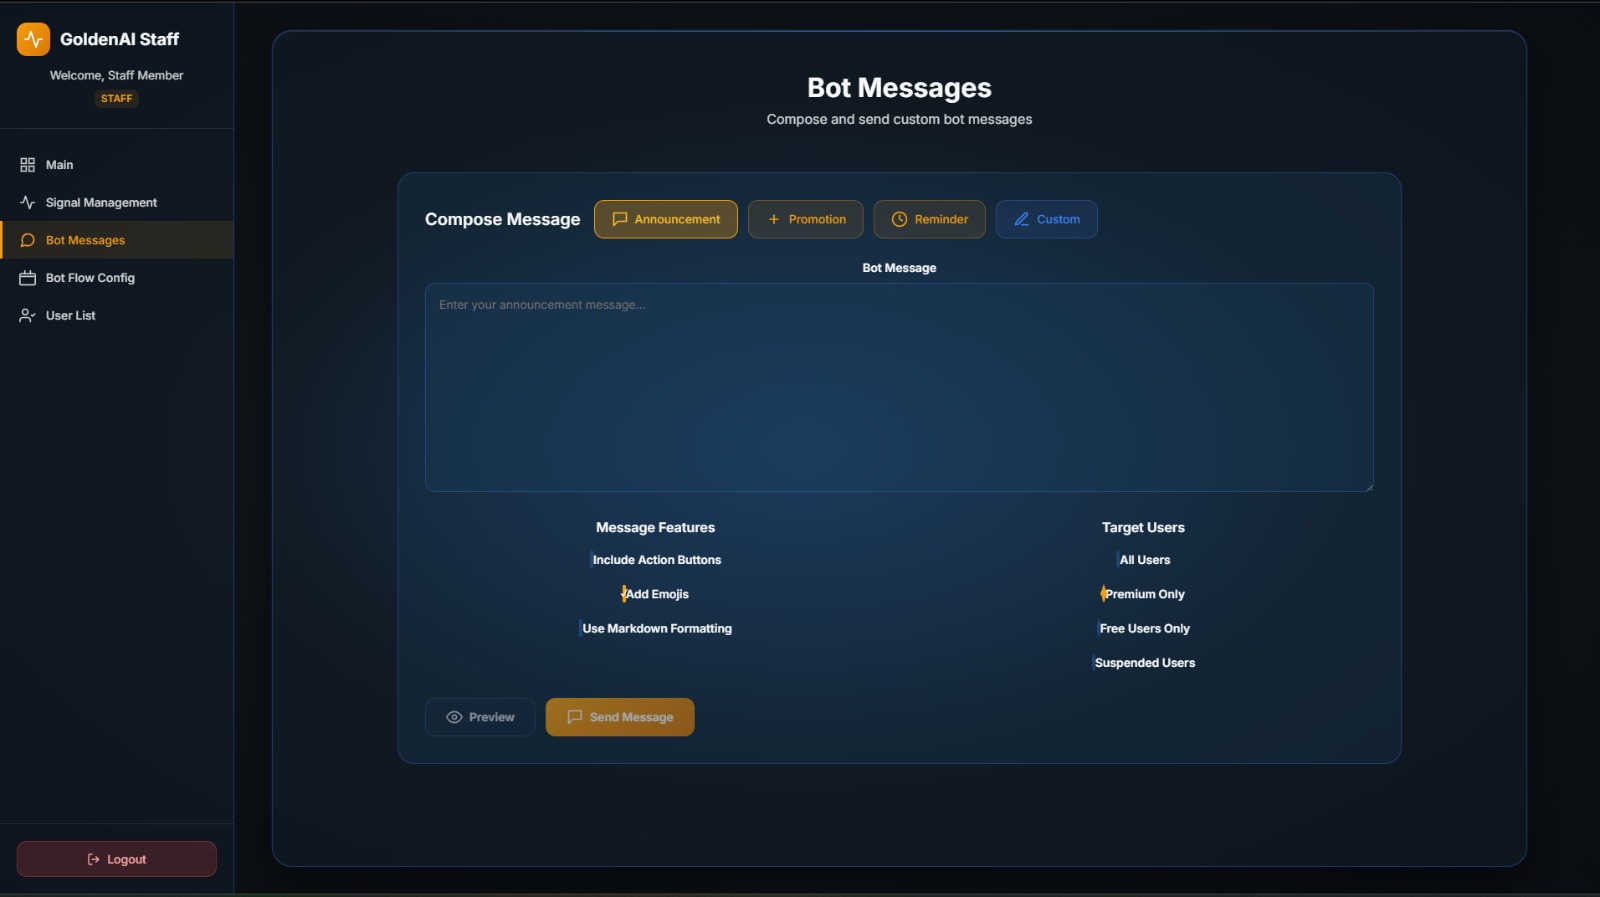 GoldenAI Staff
Welcome, Staff Member
STAFF
Main
Signal Management
Bot Messages
Bot Flow Config
User List
Logout
Bot Messages
Compose and send custom bot messages
Compose Message
Announcement
Promotion
Reminder
Custom
Bot Message
Enter your announcement message...
Message Features
Include Action Buttons
Add Emojis
Use Markdown Formatting
Target Users
All Users
Premium Only
Free Users Only
Suspended Users
Preview
Send Message